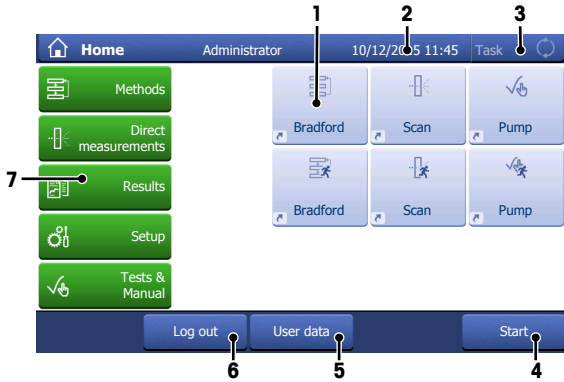 1 2 3
Home Administrator 10/12/2015 11:45 Task
Methods
Direct
measurements
Results
Setup
Tests &
Manual
Bradford Scan Pump
Bradford Scan Pump
7
Log out User data Start
6 5 4